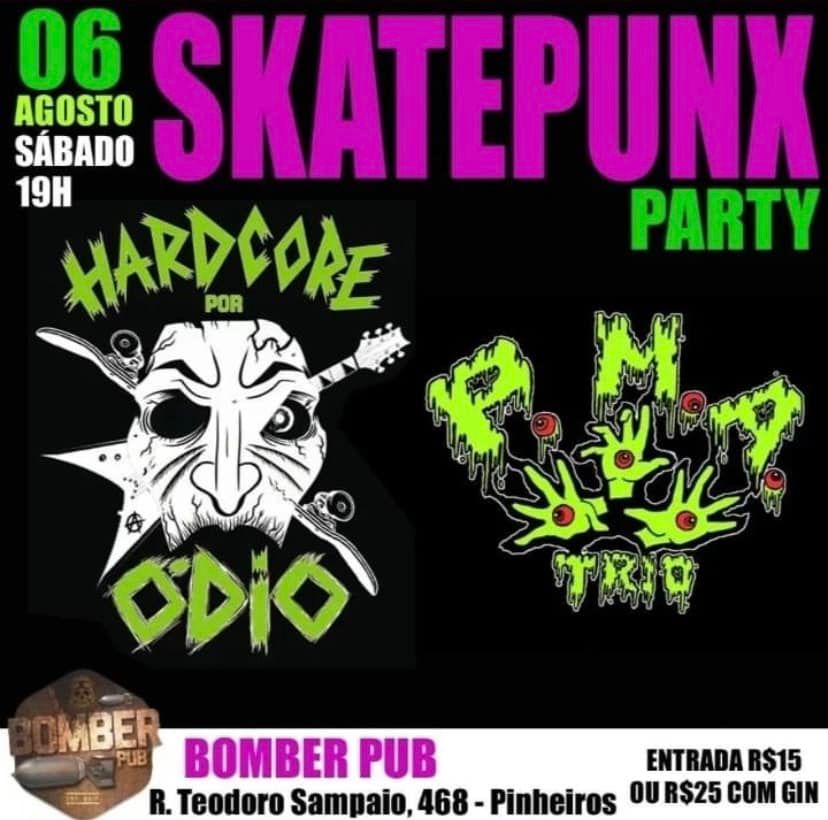 06
AGOSTO
SÁBADO
19H
SKATEPUNX
PARTY
HARDCORE
POR
ÓDIO
P.M.A.
TRIO
BOMBER
PUB
BOMBER PUB
R. Teodoro Sampaio, 468 - Pinheiros
ENTRADA R$15
OU R$25 COM GIN